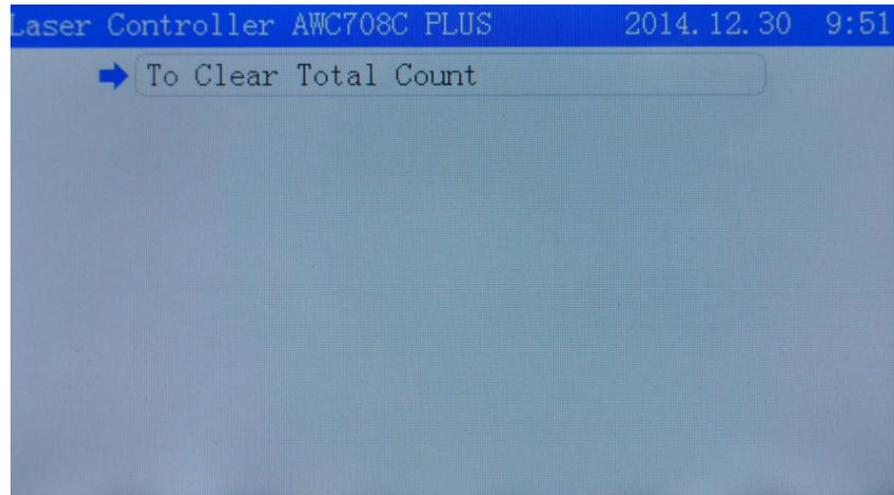 Laser Controller AWC708C PLUS 2014.12.30 9:51
To Clear Total Count